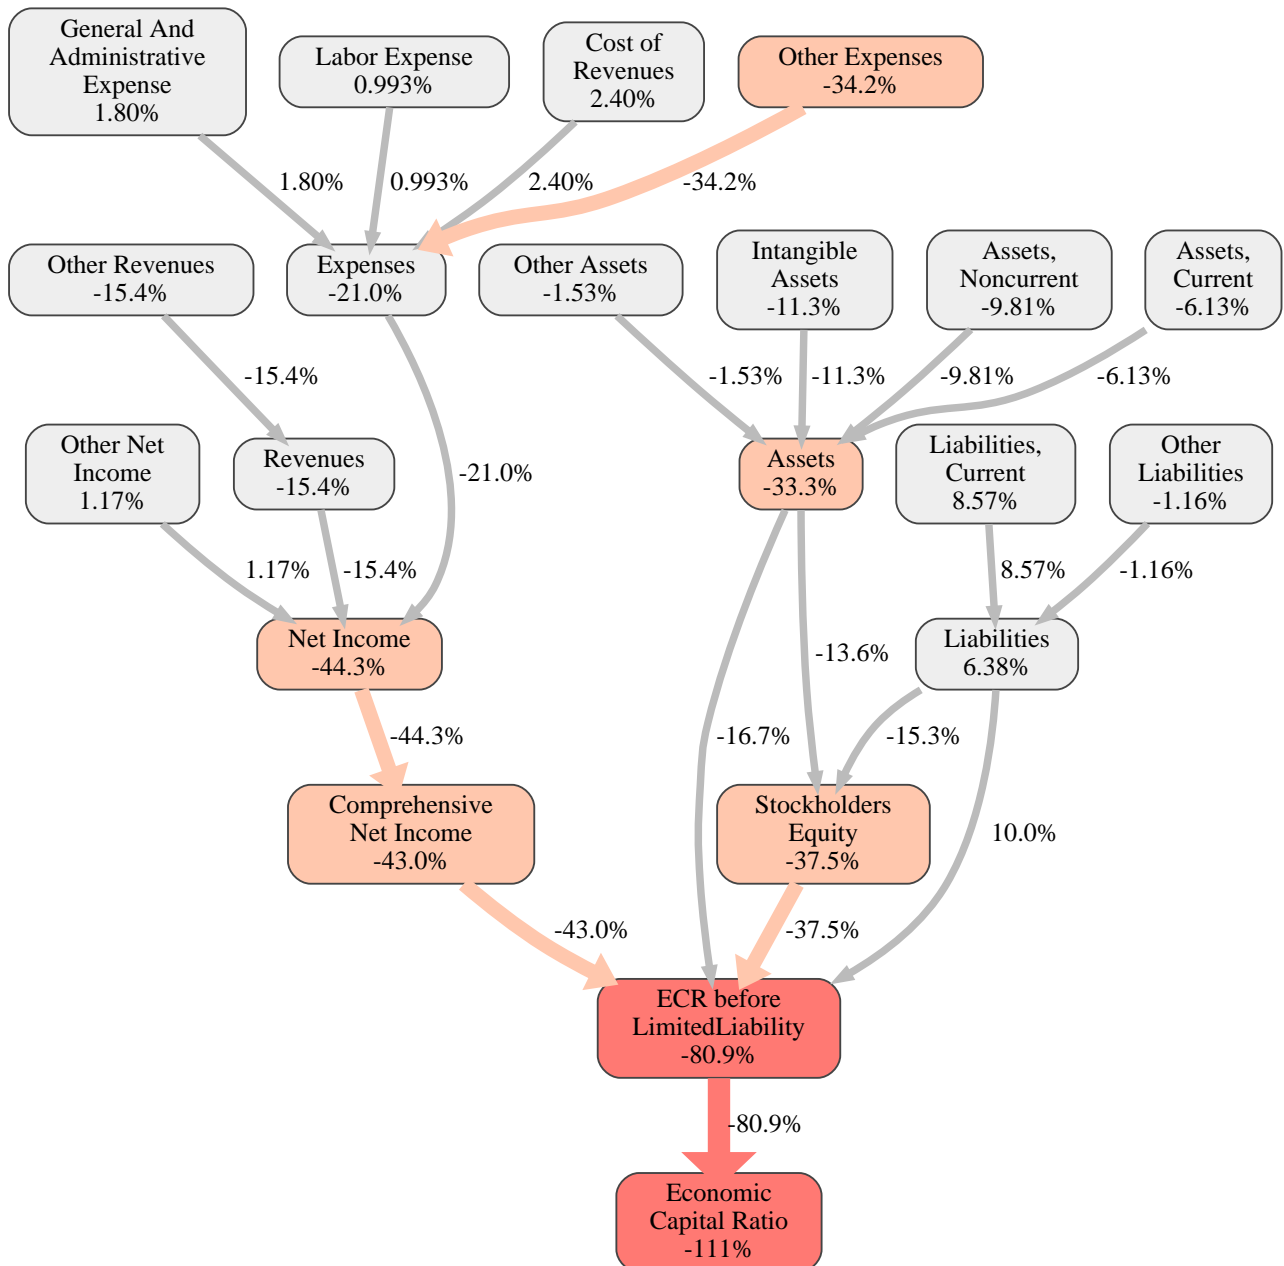 General And
Administrative
Expense
1.80%
Labor Expense
0.993%
Cost of
Revenues
2.40%
Other Expenses
-34.2%
1.80%
0.993%
2.40%
-34.2%
Other Revenues
-15.4%
Expenses
-21.0%
Other Assets
-1.53%
Intangible
Assets
-11.3%
Assets,
Noncurrent
-9.81%
Assets,
Current
-6.13%
-15.4%
-21.0%
-1.53%
-11.3%
-9.81%
-6.13%
Other Net
Income
1.17%
Revenues
-15.4%
Assets
-33.3%
Liabilities,
Current
8.57%
Other
Liabilities
-1.16%
1.17%
-15.4%
8.57%
-1.16%
Net Income
-44.3%
-13.6%
Liabilities
6.38%
-44.3%
-16.7%
-15.3%
Comprehensive
Net Income
-43.0%
Stockholders
Equity
-37.5%
10.0%
-43.0%
-37.5%
ECR before
LimitedLiability
-80.9%
-80.9%
Economic
Capital Ratio
-111%